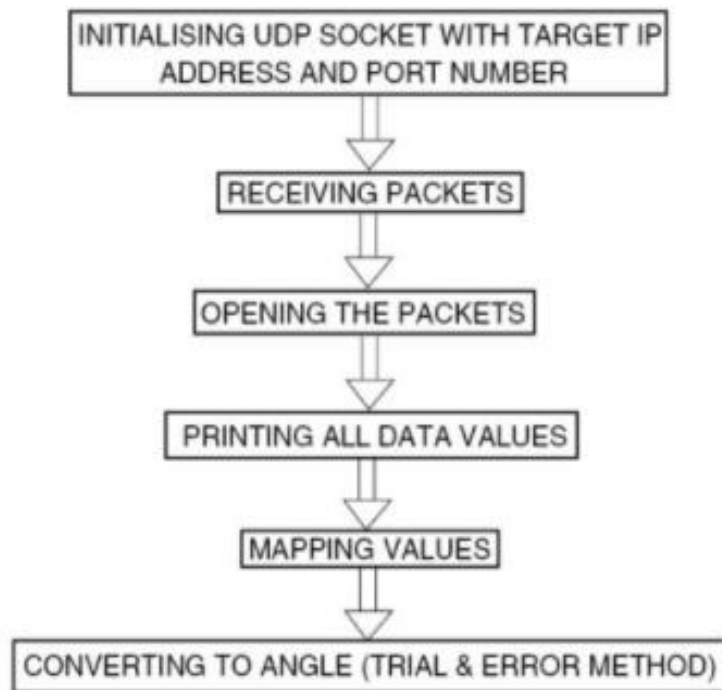 INITIALISING UDP SOCKET WITH TARGET IP
ADDRESS AND PORT NUMBER
RECEIVING PACKETS
OPENING THE PACKETS
PRINTING ALL DATA VALUES
MAPPING VALUES
CONVERTING TO ANGLE (TRIAL & ERROR METHOD)